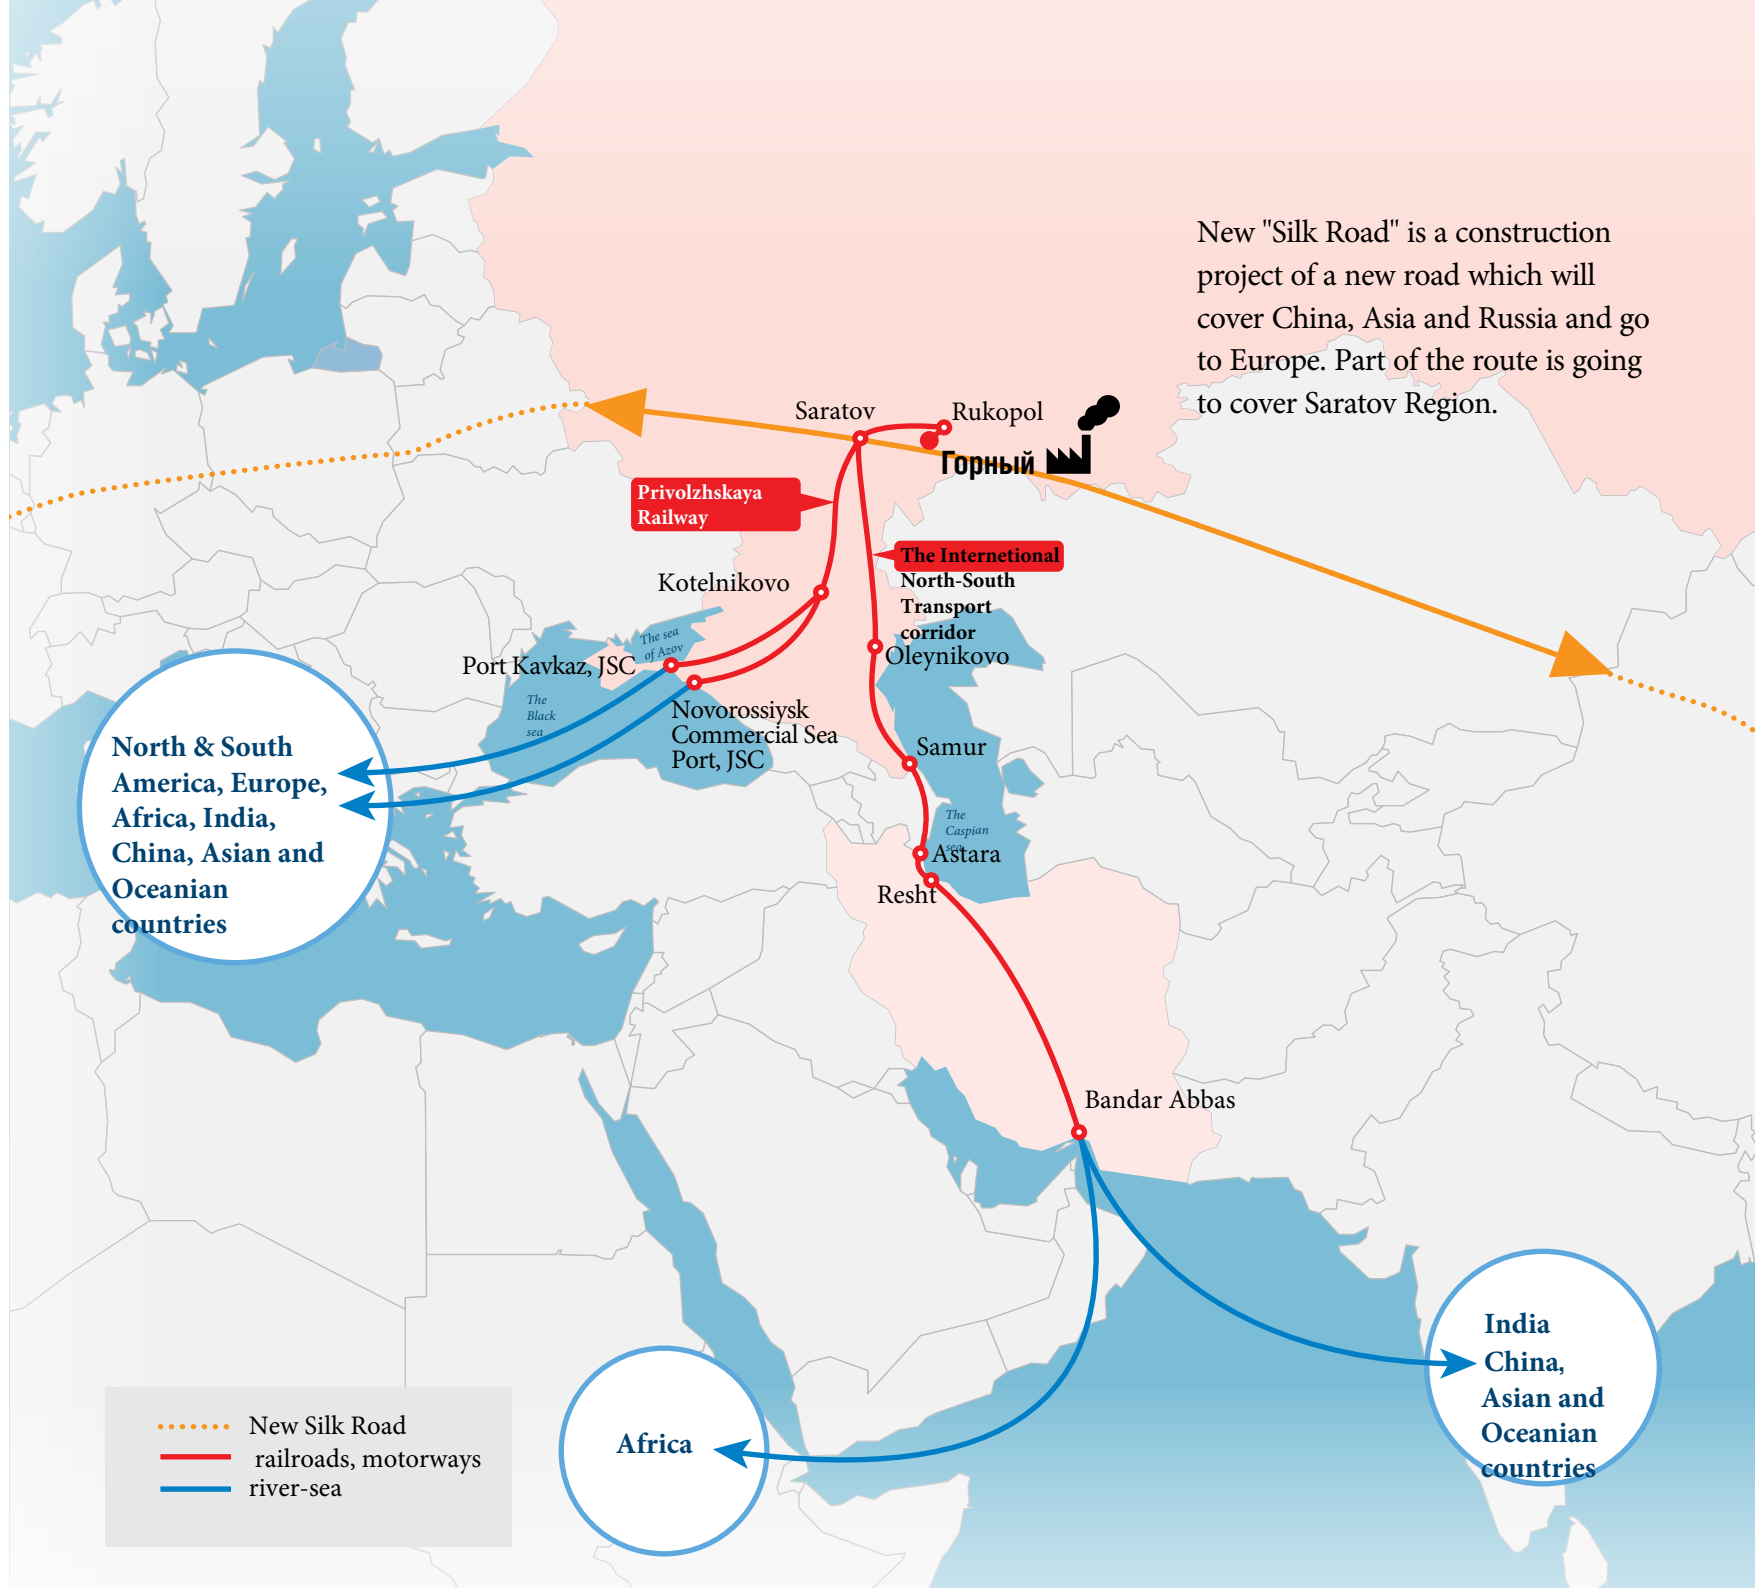 New "Silk Road" is a construction
project of a new road which will
cover China, Asia and Russia and go
to Europe. Part of the route is going
to cover Saratov Region.
Saratov
Rukopol
Горный
Privolzhskaya
Railway
The Internetional
North-South
Transport
corridor
Kotelnikovo
The sea
of Azov
Oleynikovo
Port Kavkaz, JSC
The
Black
sea
Novorossiysk
Commercial Sea
Port, JSC
Samur
North & South
America, Europe,
Africa, India,
China, Asian and
Oceanian
countries
The
Caspian
sea
Astara
Resht
Bandar Abbas
India
China,
Asian and
Oceanian
countries
Africa
New Silk Road
railroads, motorways
river-sea